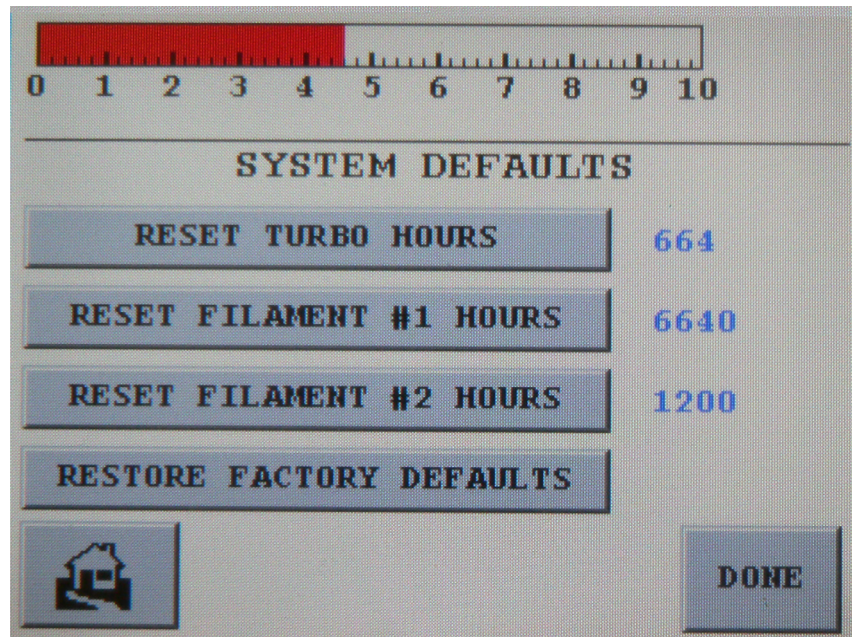 0 1 2 3 4 5 6 7 8 9 10
SYSTEM DEFAULTS
RESET TURBO HOURS 664
RESET FILAMENT #1 HOURS 6640
RESET FILAMENT #2 HOURS 1200
RESTORE FACTORY DEFAULTS
DONE